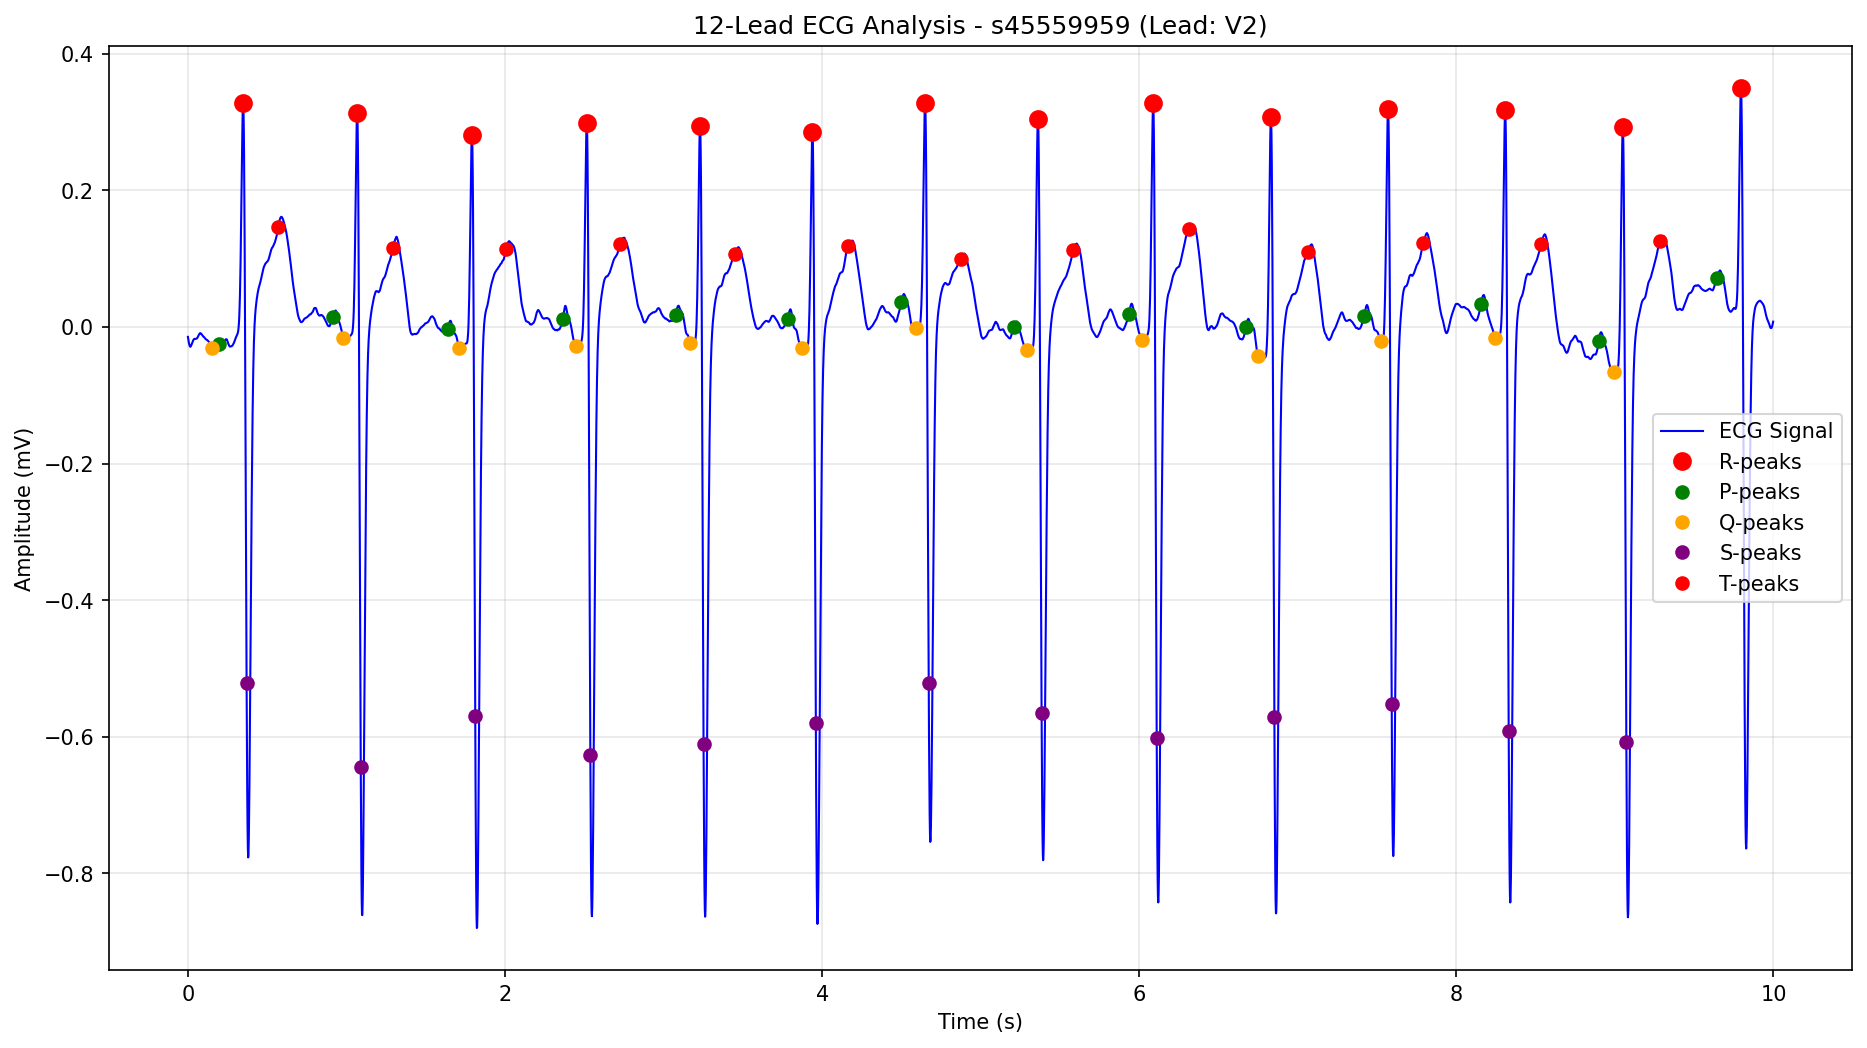 12-Lead ECG Analysis - s45559959 (Lead: V2)
Amplitude (mV)
0.4
0.2
0.0
−0.2
−0.4
−0.6
−0.8
ECG Signal
R-peaks
P-peaks
Q-peaks
S-peaks
T-peaks
0 2 4 6 8 10
Time (s)